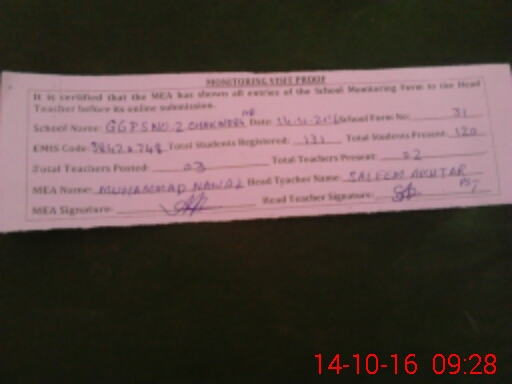 MONITORING VISIT PROOF
It is certified that the MEA has shown all entries of the School Monitoring Form to the Head
Teacher before its online submission.
School Name: GGPS NO. 2 Date: School Form No: 31
EMIS Code: Total Students Registered: 131 Total Students Present: 120
Total Teachers Posted: 03 Total Teachers Present: 02
MEA Name: MUHAMMAD NAWAZ Head Teacher Name: SALEEM AKHTAR
MEA Signature: Head Teacher Signature:
14-10-16 09:28